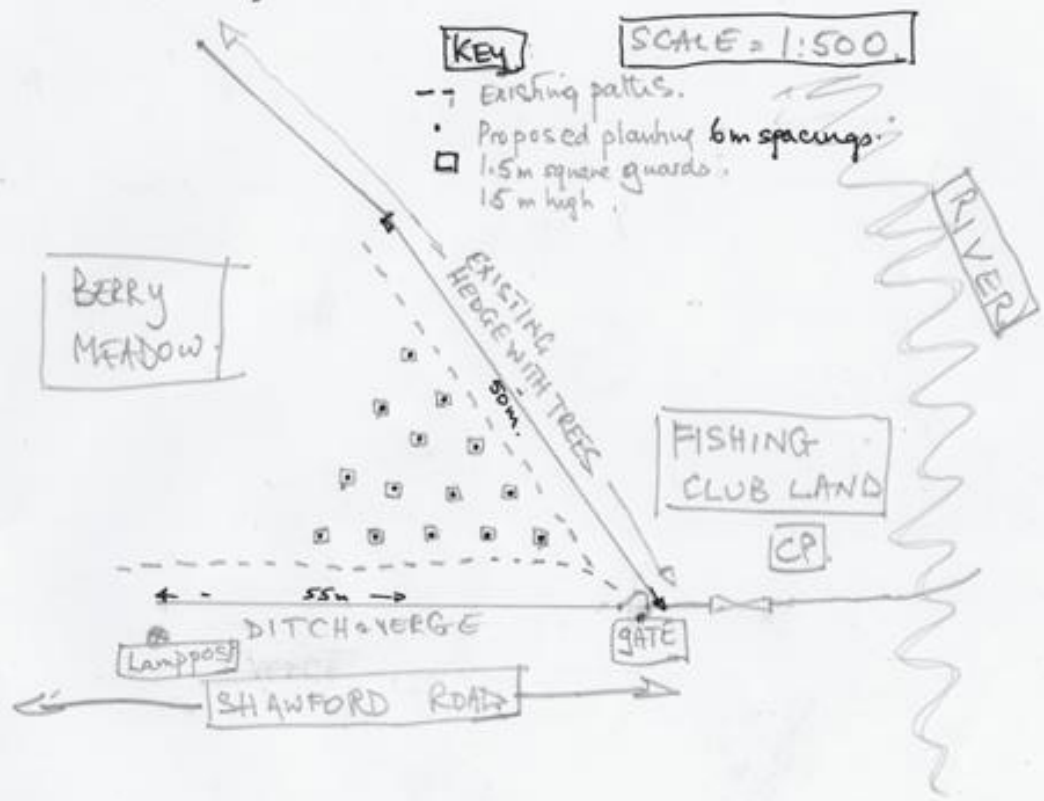 KEY
SCALE = 1:500.
Existing paths.
Proposed planting 6m spacings.
1.5m square guards.
1.5 m high.
RIVER
BERRY
MEADOW.
EXISTING
HEDGE WITH TREES
50m.
FISHING
CLUB LAND
CP
55m
DITCH & VERGE
GATE
Lamppost
SHAWFORD ROAD